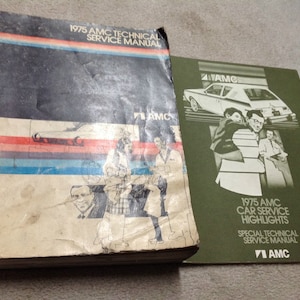 1975 AMC TECHNICAL
SERVICE MANUAL
AMC
AMC
1975 AMC
CAR SERVICE
HIGHLIGHTS
SPECIAL TECHNICAL
SERVICE MANUAL
AMC